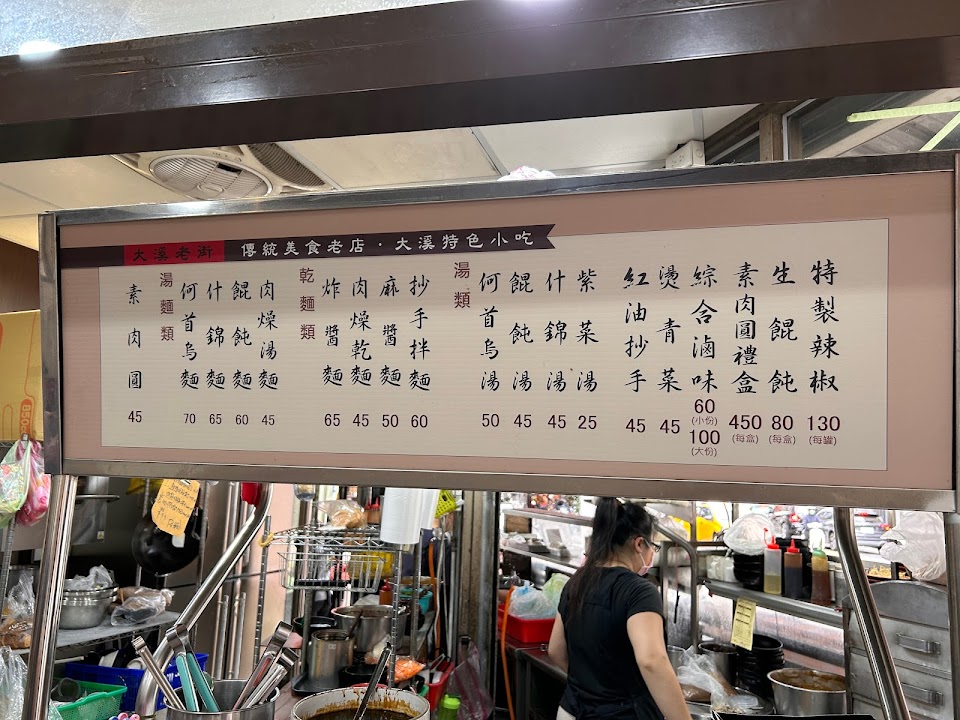 大溪老街 傳統美食老店·大溪特色小吃
素肉圓 45
湯麵類
何首烏麵 70
什錦麵 65
餛飩麵 60
肉燥湯麵 45
乾麵類
炸醬麵 65
肉燥乾麵 45
麻醬麵 50
抄手拌麵 60
湯類
何首烏湯 50
餛飩湯 45
什錦湯 45
紫菜湯 25
紅油抄手 45
燙青菜 45
綜合滷味 60 (小份) 100 (大份)
素肉圓禮盒 450 (每盒)
生餛飩 80 (每盒)
特製辣椒 130 (每罐)